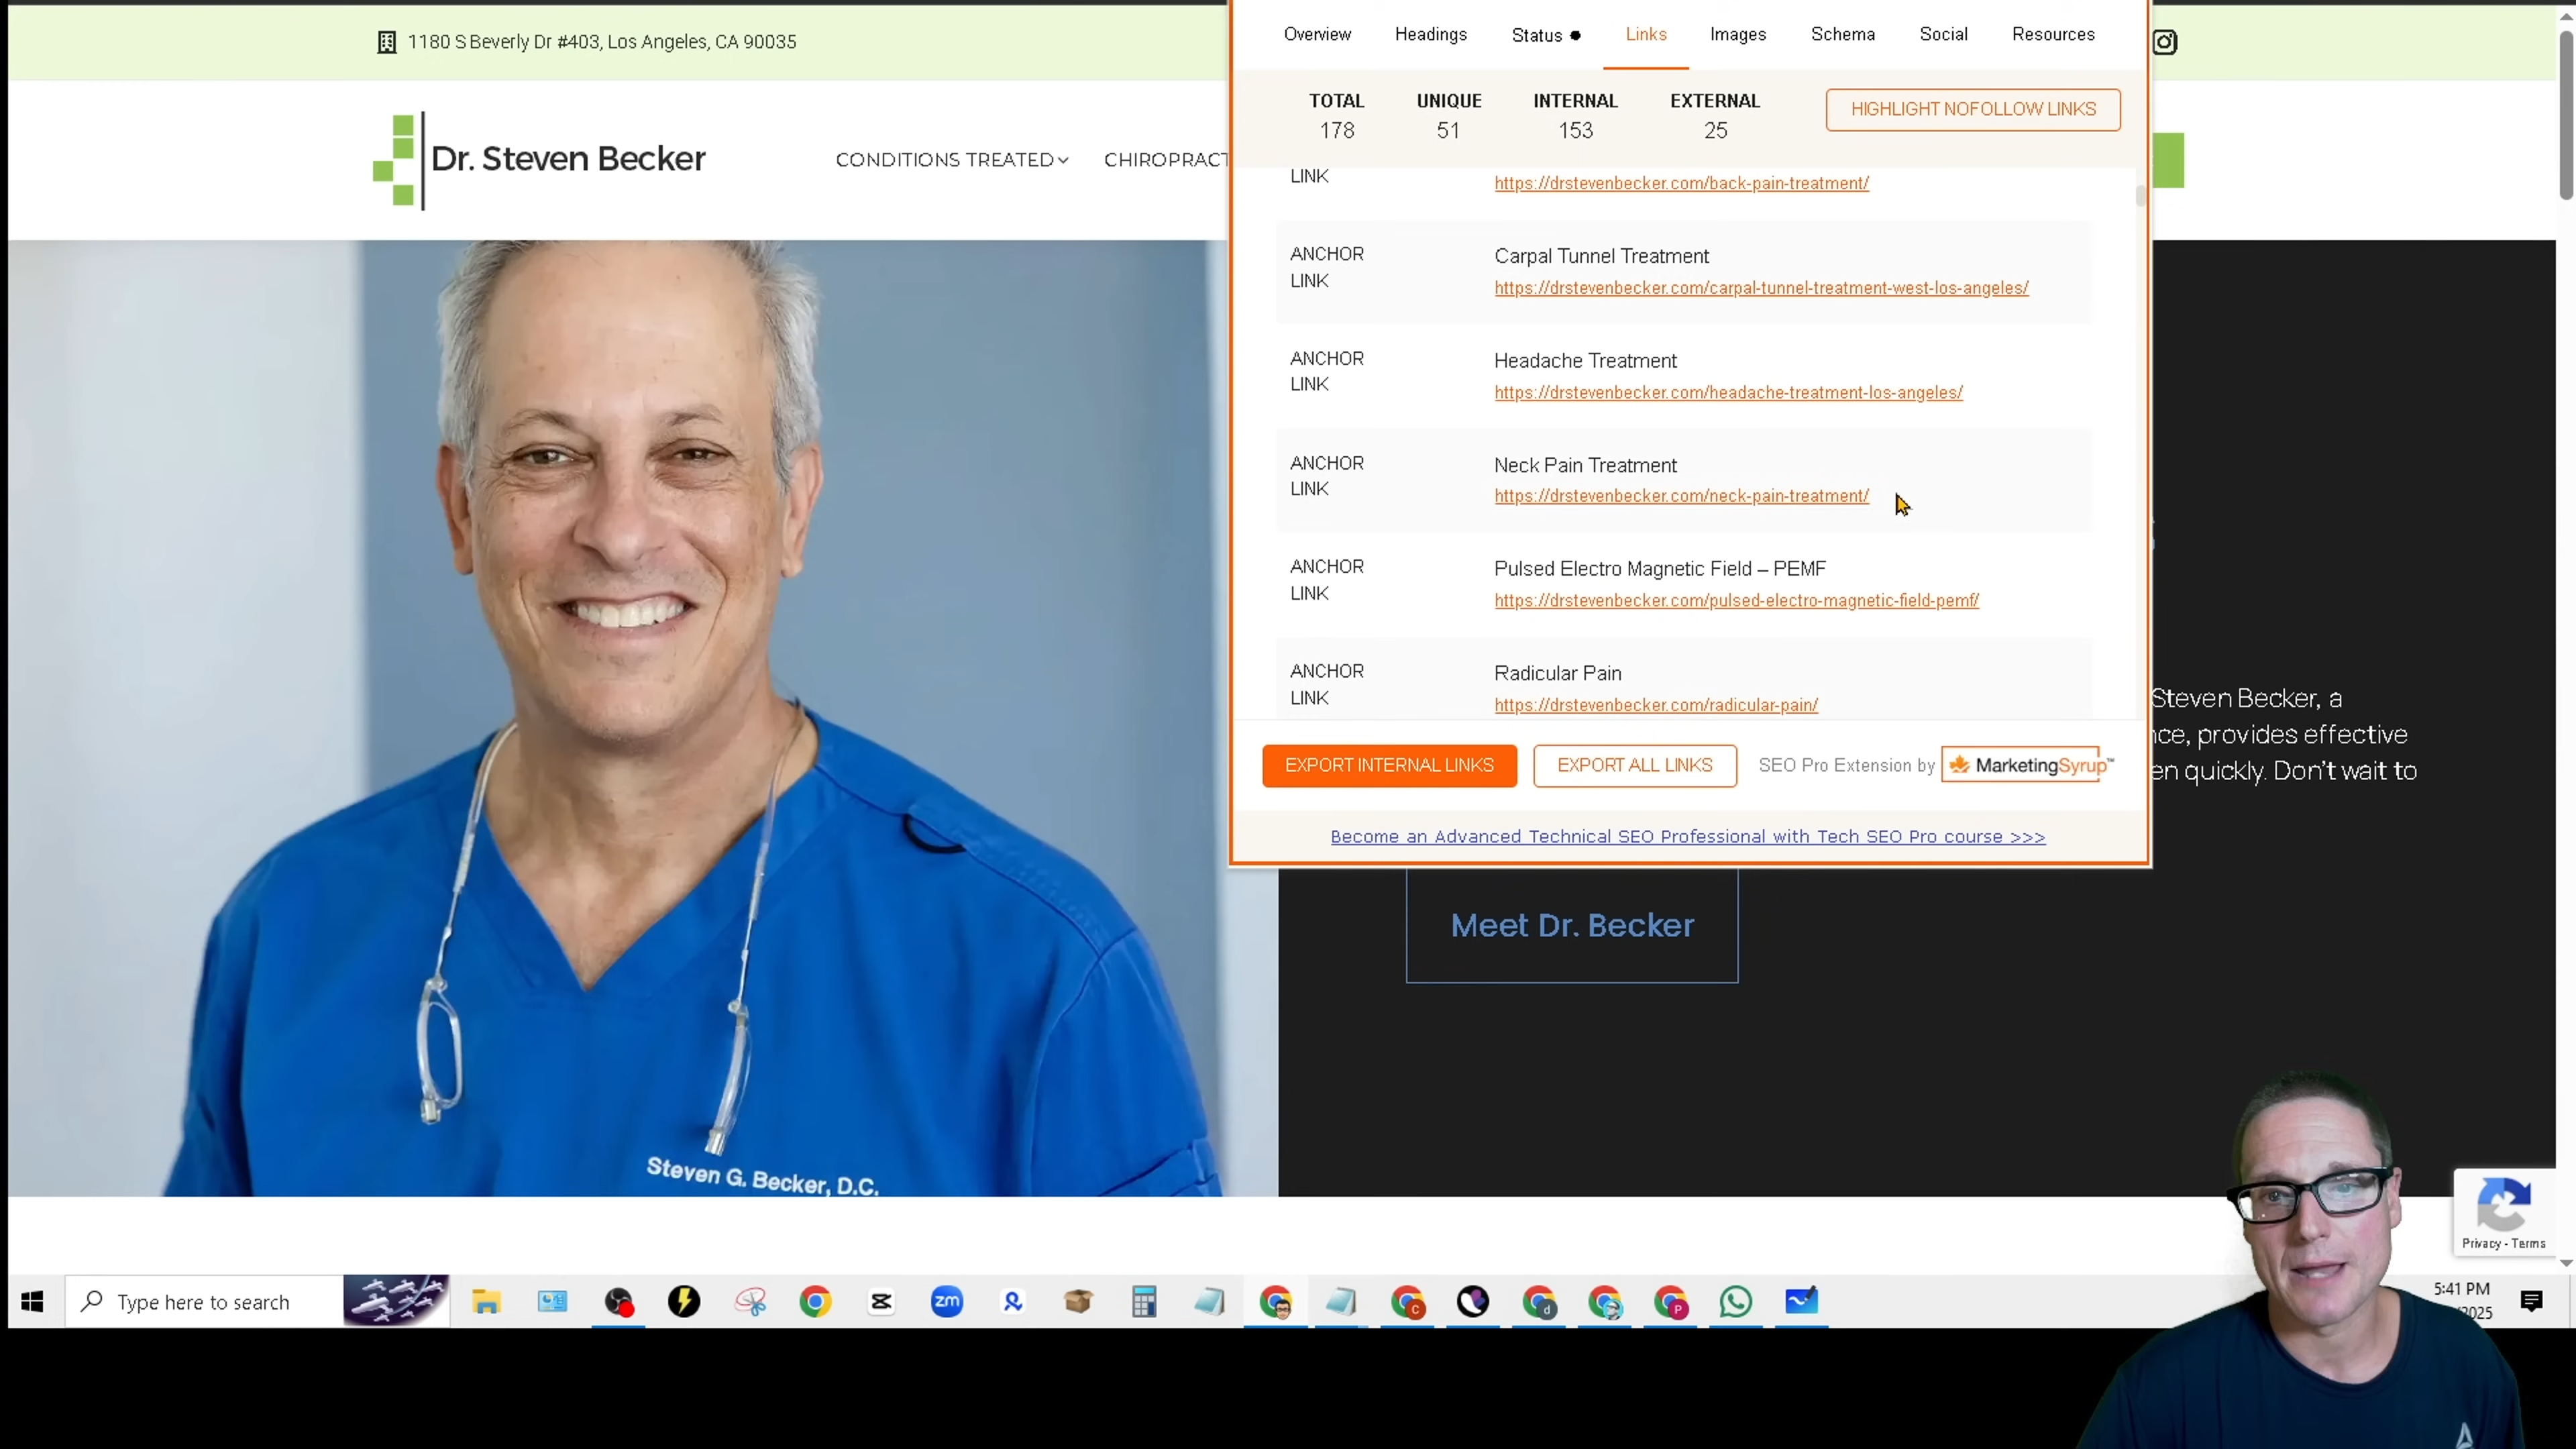 1180 S Beverly Dr #403, Los Angeles, CA 90035
Dr. Steven Becker
CONDITIONS TREATED
CHIROPRACT
Overview
Headings
Status
Links
Images
Schema
Social
Resources
TOTAL
178
UNIQUE
51
INTERNAL
153
EXTERNAL
25
HIGHLIGHT NOFOLLOW LINKS
LINK
https://drstevenbecker.com/back-pain-treatment/
ANCHOR
LINK
Carpal Tunnel Treatment
https://drstevenbecker.com/carpal-tunnel-treatment-west-los-angeles/
ANCHOR
LINK
Headache Treatment
https://drstevenbecker.com/headache-treatment-los-angeles/
ANCHOR
LINK
Neck Pain Treatment
https://drstevenbecker.com/neck-pain-treatment/
ANCHOR
LINK
Pulsed Electro Magnetic Field – PEMF
https://drstevenbecker.com/pulsed-electro-magnetic-field-pemf/
ANCHOR
LINK
Radicular Pain
https://drstevenbecker.com/radicular-pain/
EXPORT INTERNAL LINKS
EXPORT ALL LINKS
SEO Pro Extension by
MarketingSyrup™
Become an Advanced Technical SEO Professional with Tech SEO Pro course >>>
Steven Becker, a
nce, provides effective
en quickly. Don't wait to
Meet Dr. Becker
Steven G. Becker, D.C.
Privacy - Terms
Type here to search
zm
C
d
P
5:41 PM
/2025